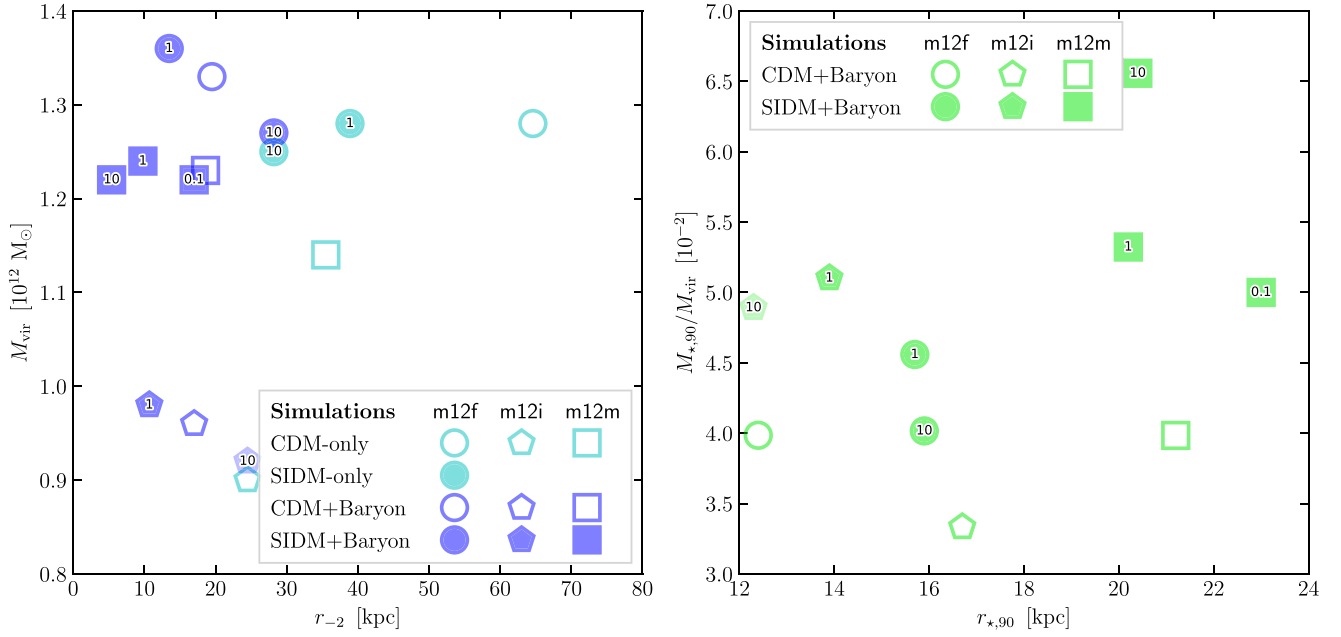 1.4
1.3
1.2
1.1
1.0
0.9
0.8
M_vir [10^12 M_⊙]
0 10 20 30 40 50 60 70 80
r_−2 [kpc]
1
10
1
10
10
1
0.1
1
10
Simulations m12f m12i m12m
CDM-only
SIDM-only
CDM+Baryon
SIDM+Baryon
7.0
6.5
6.0
5.5
5.0
4.5
4.0
3.5
3.0
M_⋆,90/M_vir [10^−2]
12 14 16 18 20 22 24
r_⋆,90 [kpc]
Simulations m12f m12i m12m
CDM+Baryon
SIDM+Baryon
10
1
1
0.1
10
1
10